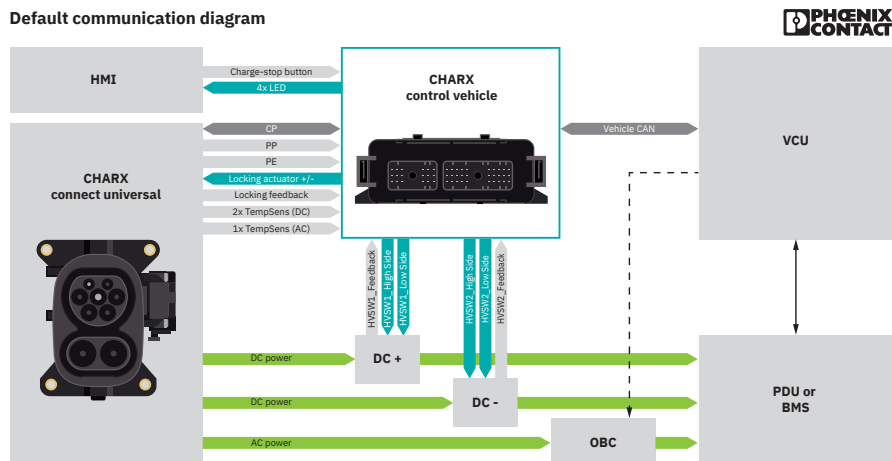 Default communication diagram
PHŒNIX
CONTACT
HMI
Charge-stop button
4x LED
CHARX
control vehicle
VCU
Vehicle CAN
CHARX
connect universal
CP
PP
PE
Locking actuator +/-
Locking feedback
2x TempSens (DC)
1x TempSens (AC)
HVSW1_Feedback
HVSW1_High Side
HVSW1_Low Side
HVSW2_High Side
HVSW2_Low Side
HVSW2_Feedback
DC power
DC +
DC power
DC -
AC power
OBC
PDU or
BMS